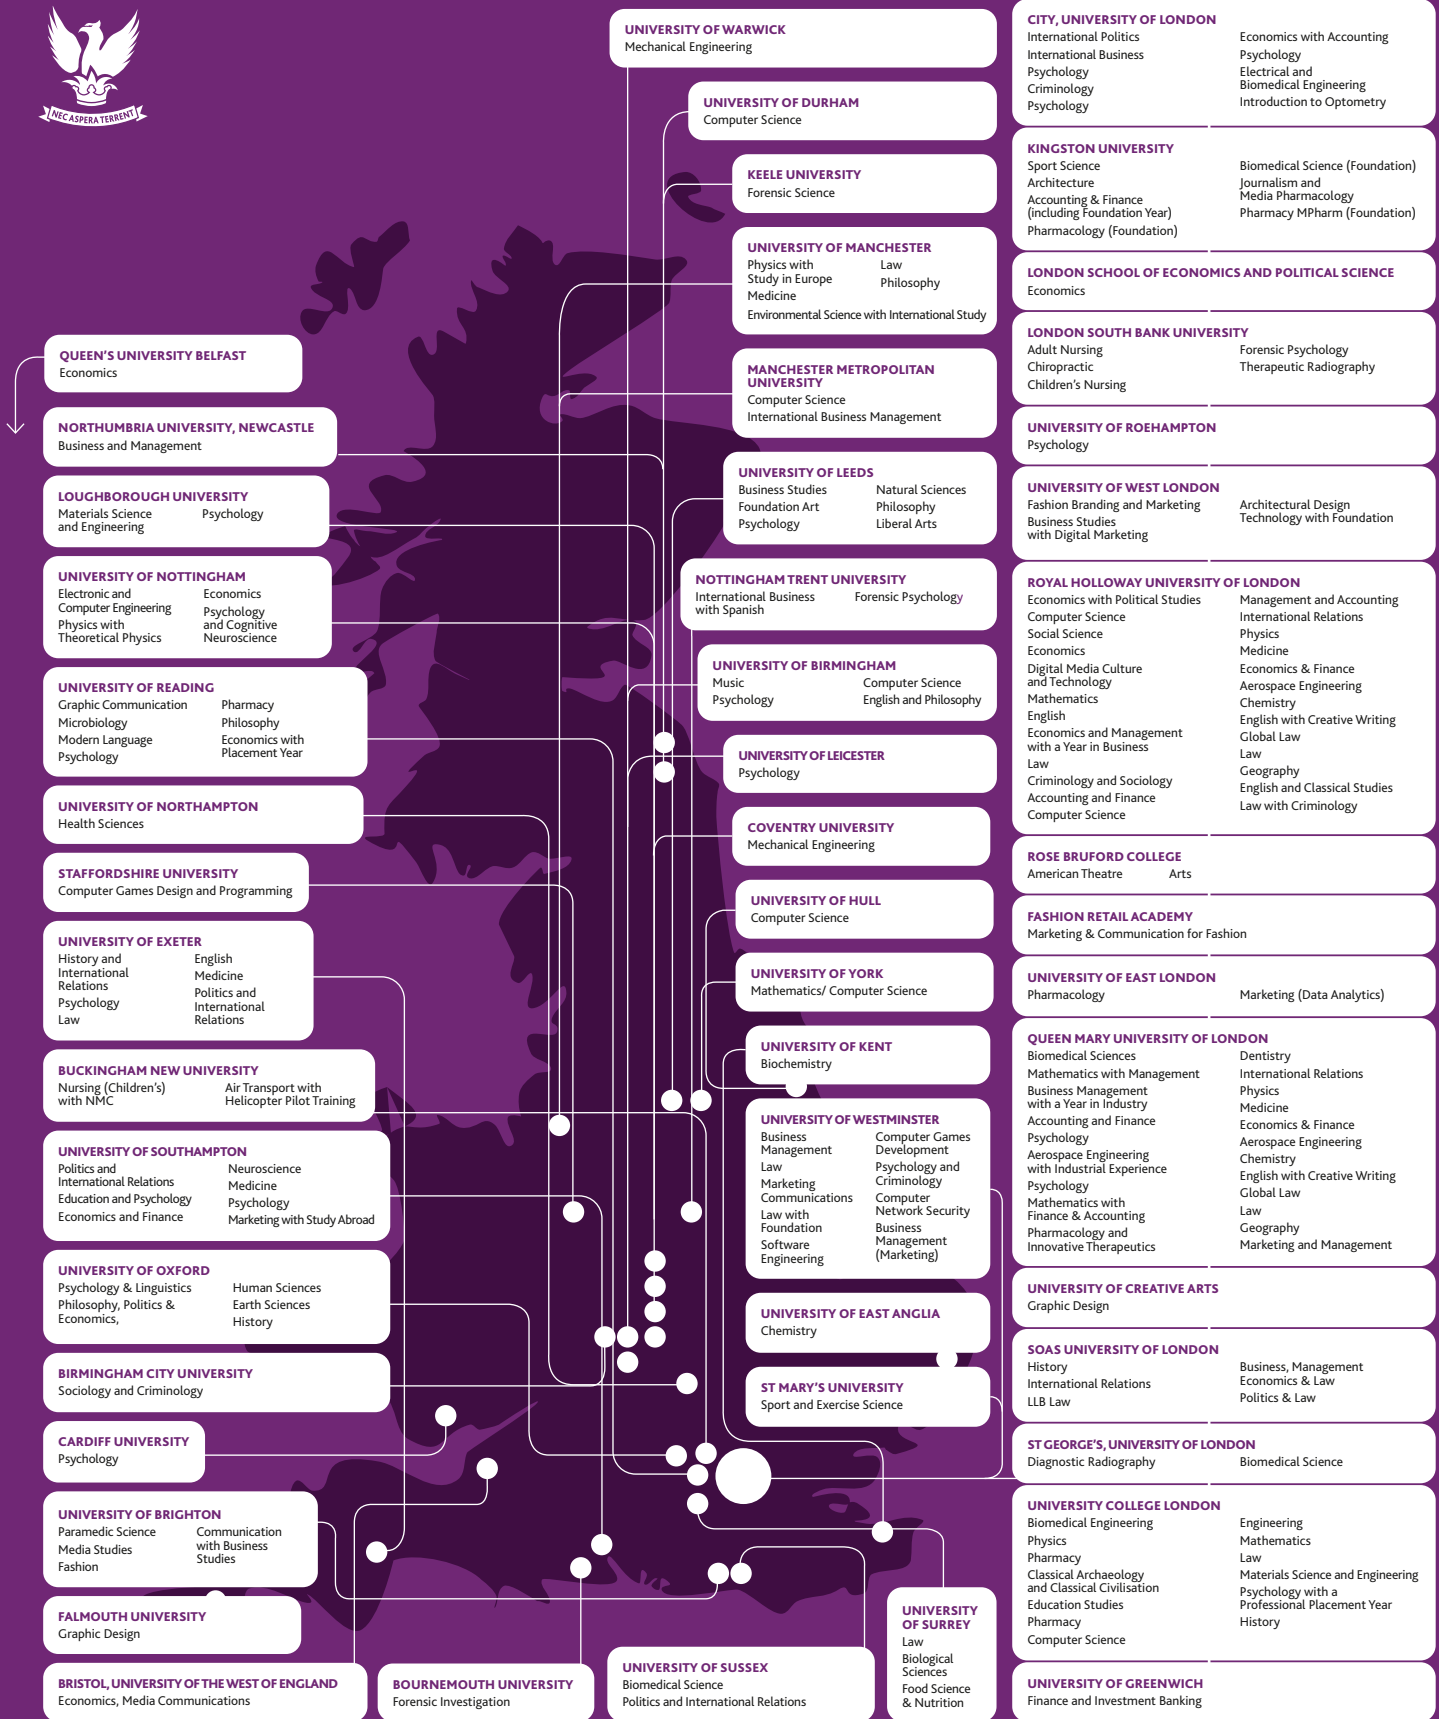 NEC ASPERA TERRENT
UNIVERSITY OF WARWICK
Mechanical Engineering
UNIVERSITY OF DURHAM
Computer Science
KEELE UNIVERSITY
Forensic Science
UNIVERSITY OF MANCHESTER
Physics with
Study in Europe
Medicine
Law
Philosophy
Environmental Science with International Study
MANCHESTER METROPOLITAN
UNIVERSITY
Computer Science
International Business Management
UNIVERSITY OF LEEDS
Business Studies
Foundation Art
Psychology
Natural Sciences
Philosophy
Liberal Arts
NOTTINGHAM TRENT UNIVERSITY
International Business
with Spanish
Forensic Psychology
UNIVERSITY OF BIRMINGHAM
Music
Psychology
Computer Science
English and Philosophy
UNIVERSITY OF LEICESTER
Psychology
COVENTRY UNIVERSITY
Mechanical Engineering
UNIVERSITY OF HULL
Computer Science
UNIVERSITY OF YORK
Mathematics/ Computer Science
UNIVERSITY OF KENT
Biochemistry
UNIVERSITY OF WESTMINSTER
Business
Management
Law
Marketing
Communications
Law with
Foundation
Software
Engineering
Computer Games
Development
Psychology and
Criminology
Computer
Network Security
Business
Management
(Marketing)
UNIVERSITY OF EAST ANGLIA
Chemistry
ST MARY'S UNIVERSITY
Sport and Exercise Science
QUEEN'S UNIVERSITY BELFAST
Economics
NORTHUMBRIA UNIVERSITY, NEWCASTLE
Business and Management
LOUGHBOROUGH UNIVERSITY
Materials Science
and Engineering
Psychology
UNIVERSITY OF NOTTINGHAM
Electronic and
Computer Engineering
Physics with
Theoretical Physics
Economics
Psychology
and Cognitive
Neuroscience
UNIVERSITY OF READING
Graphic Communication
Microbiology
Modern Language
Psychology
Pharmacy
Philosophy
Economics with
Placement Year
UNIVERSITY OF NORTHAMPTON
Health Sciences
STAFFORDSHIRE UNIVERSITY
Computer Games Design and Programming
UNIVERSITY OF EXETER
History and
International
Relations
Psychology
Law
English
Medicine
Politics and
International
Relations
BUCKINGHAM NEW UNIVERSITY
Nursing (Children's)
with NMC
Air Transport with
Helicopter Pilot Training
UNIVERSITY OF SOUTHAMPTON
Politics and
International Relations
Education and Psychology
Economics and Finance
Neuroscience
Medicine
Psychology
Marketing with Study Abroad
UNIVERSITY OF OXFORD
Psychology & Linguistics
Philosophy, Politics &
Economics,
Human Sciences
Earth Sciences
History
BIRMINGHAM CITY UNIVERSITY
Sociology and Criminology
CARDIFF UNIVERSITY
Psychology
UNIVERSITY OF BRIGHTON
Paramedic Science
Media Studies
Fashion
Communication
with Business
Studies
FALMOUTH UNIVERSITY
Graphic Design
BRISTOL, UNIVERSITY OF THE WEST OF ENGLAND
Economics, Media Communications
BOURNEMOUTH UNIVERSITY
Forensic Investigation
UNIVERSITY OF SUSSEX
Biomedical Science
Politics and International Relations
UNIVERSITY
OF SURREY
Law
Biological
Sciences
Food Science
& Nutrition
CITY, UNIVERSITY OF LONDON
International Politics
International Business
Psychology
Criminology
Psychology
Economics with Accounting
Psychology
Electrical and
Biomedical Engineering
Introduction to Optometry
KINGSTON UNIVERSITY
Sport Science
Architecture
Accounting & Finance
(including Foundation Year)
Pharmacology (Foundation)
Biomedical Science (Foundation)
Journalism and
Media Pharmacology
Pharmacy MPharm (Foundation)
LONDON SCHOOL OF ECONOMICS AND POLITICAL SCIENCE
Economics
LONDON SOUTH BANK UNIVERSITY
Adult Nursing
Chiropractic
Children's Nursing
Forensic Psychology
Therapeutic Radiography
UNIVERSITY OF ROEHAMPTON
Psychology
UNIVERSITY OF WEST LONDON
Fashion Branding and Marketing
Business Studies
with Digital Marketing
Architectural Design
Technology with Foundation
ROYAL HOLLOWAY UNIVERSITY OF LONDON
Economics with Political Studies
Computer Science
Social Science
Economics
Digital Media Culture
and Technology
Mathematics
English
Economics and Management
with a Year in Business
Law
Criminology and Sociology
Accounting and Finance
Computer Science
Management and Accounting
International Relations
Physics
Medicine
Economics & Finance
Aerospace Engineering
Chemistry
English with Creative Writing
Global Law
Law
Geography
English and Classical Studies
Law with Criminology
ROSE BRUFORD COLLEGE
American Theatre
Arts
FASHION RETAIL ACADEMY
Marketing & Communication for Fashion
UNIVERSITY OF EAST LONDON
Pharmacology
Marketing (Data Analytics)
QUEEN MARY UNIVERSITY OF LONDON
Biomedical Sciences
Mathematics with Management
Business Management
with a Year in Industry
Accounting and Finance
Psychology
Aerospace Engineering
with Industrial Experience
Psychology
Mathematics with
Finance & Accounting
Pharmacology and
Innovative Therapeutics
Dentistry
International Relations
Physics
Medicine
Economics & Finance
Aerospace Engineering
Chemistry
English with Creative Writing
Global Law
Law
Geography
Marketing and Management
UNIVERSITY OF CREATIVE ARTS
Graphic Design
SOAS UNIVERSITY OF LONDON
History
International Relations
LLB Law
Business, Management
Economics & Law
Politics & Law
ST GEORGE'S, UNIVERSITY OF LONDON
Diagnostic Radiography
Biomedical Science
UNIVERSITY COLLEGE LONDON
Biomedical Engineering
Physics
Pharmacy
Classical Archaeology
and Classical Civilisation
Education Studies
Pharmacy
Computer Science
Engineering
Mathematics
Law
Materials Science and Engineering
Psychology with a
Professional Placement Year
History
UNIVERSITY OF GREENWICH
Finance and Investment Banking